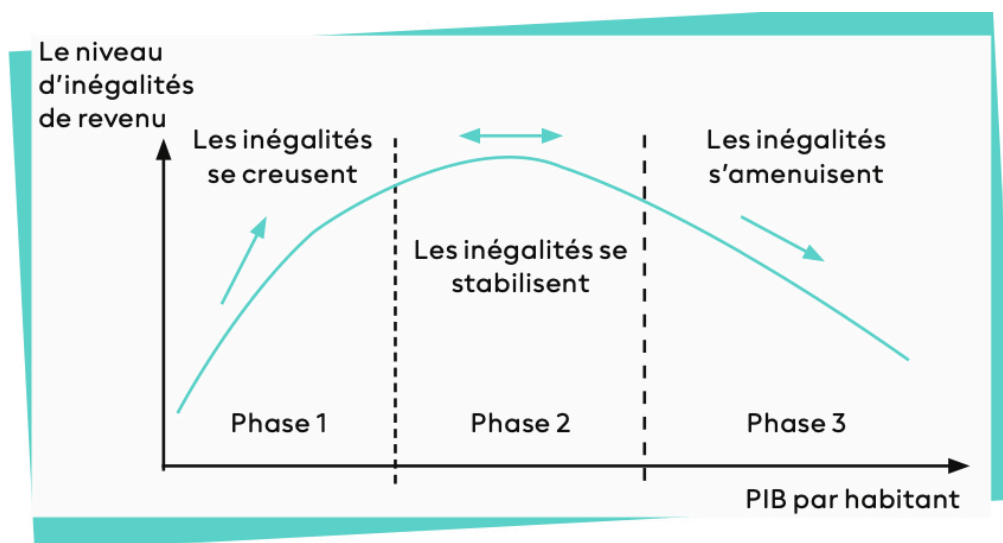 Le niveau
d'inégalités
de revenu
Les inégalités
se creusent
Les inégalités se
stabilisent
Les inégalités
s'amenuisent
Phase 1
Phase 2
Phase 3
PIB par habitant